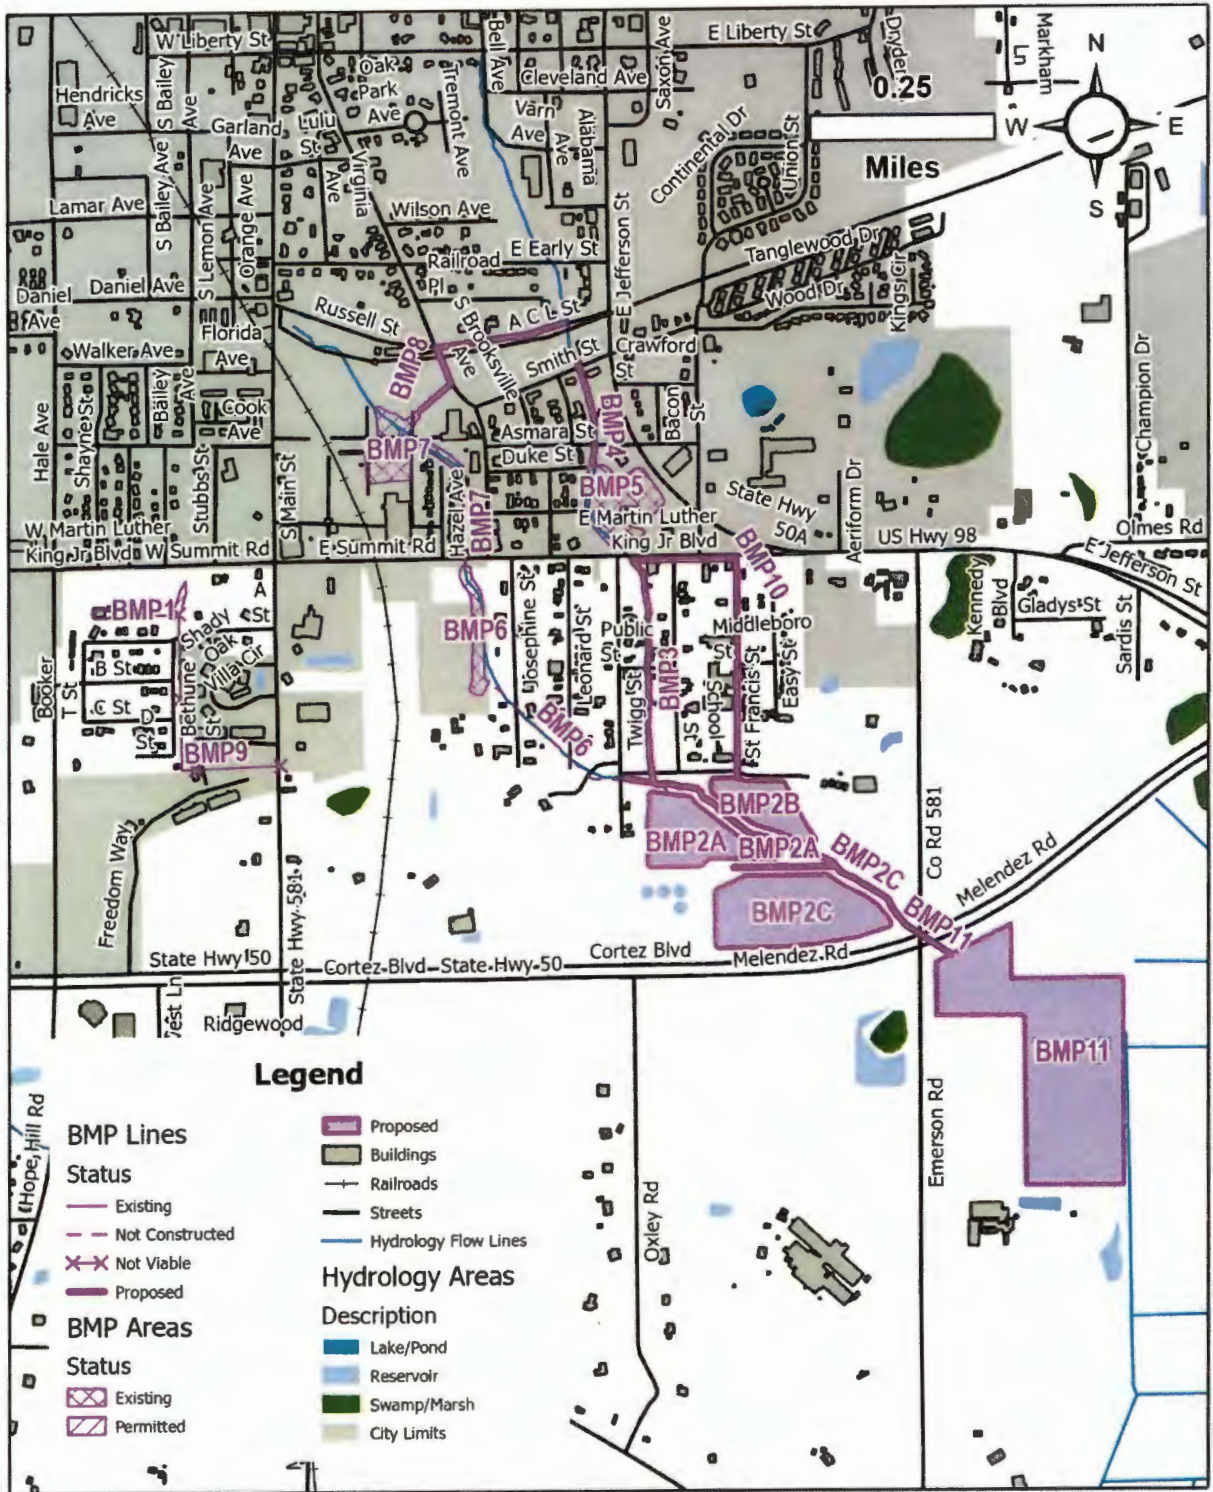 W Liberty St
Bell Ave
Saxon Ave
E Liberty St
Markham
N
Oak
Park
Ave
Tremont Ave
Cleveland Ave
0.25
Hendricks
Ave
S Bailey
Ave
Garland
Ave
Lulu
St
Virginia
Ave
Varn
Ave
Alabama
Ave
Continental Dr
Union St
W
E
Miles
S
Lamar Ave
S Bailey Ave
S Lemon Ave
Orange Ave
Wilson Ave
E Early St
Railroad
Pl
E Jefferson St
Tanglewood Dr
Wood Dr
Kings Cir
Daniel
Ave
Daniel Ave
Florida
Ave
Russell St
S Brooksville
Ave
A C L St
Smith St
Crawford
St
Walker Ave
BMP8
Champion Dr
Hale Ave
Shayne St
Bailey
Ave
Cook
Ave
BMP7
Asmara St
Duke St
BMP4
Bacon
St
Stubbs St
S Main St
BMP5
Hazel Ave
BMP7
State Hwy
50A
Aeriform Dr
W Martin Luther
King Jr Blvd
W Summit Rd
E Summit Rd
E Martin Luther
King Jr Blvd
US Hwy 98
Olmes Rd
E Jefferson St
BMP10
BMP1
A
St
Shady
Oak
Villa Cir
BMP6
Josephine St
Leonard St
Public
St
Middleboro
St
Kennedy
Blvd
Gladys St
Sardis St
Booker
T St
B St
C St
D
St
Bethune
St
BMP9
BMP6
Twigg St
BMP3
School
St
St Francis St
Easy St
BMP2B
BMP2A
BMP2A
BMP2C
BMP2C
Co Rd 581
Melendez Rd
BMP11
Freedom Way
State Hwy 581
State Hwy 50
Cortez Blvd
State Hwy 50
Cortez Blvd
Melendez Rd
Ridgewood
BMP11
Hope Hill Rd
Oxley Rd
Emerson Rd
Legend
BMP Lines
Status
Existing
Not Constructed
Not Viable
Proposed
BMP Areas
Status
Existing
Permitted
Proposed
Buildings
Railroads
Streets
Hydrology Flow Lines
Hydrology Areas
Description
Lake/Pond
Reservoir
Swamp/Marsh
City Limits